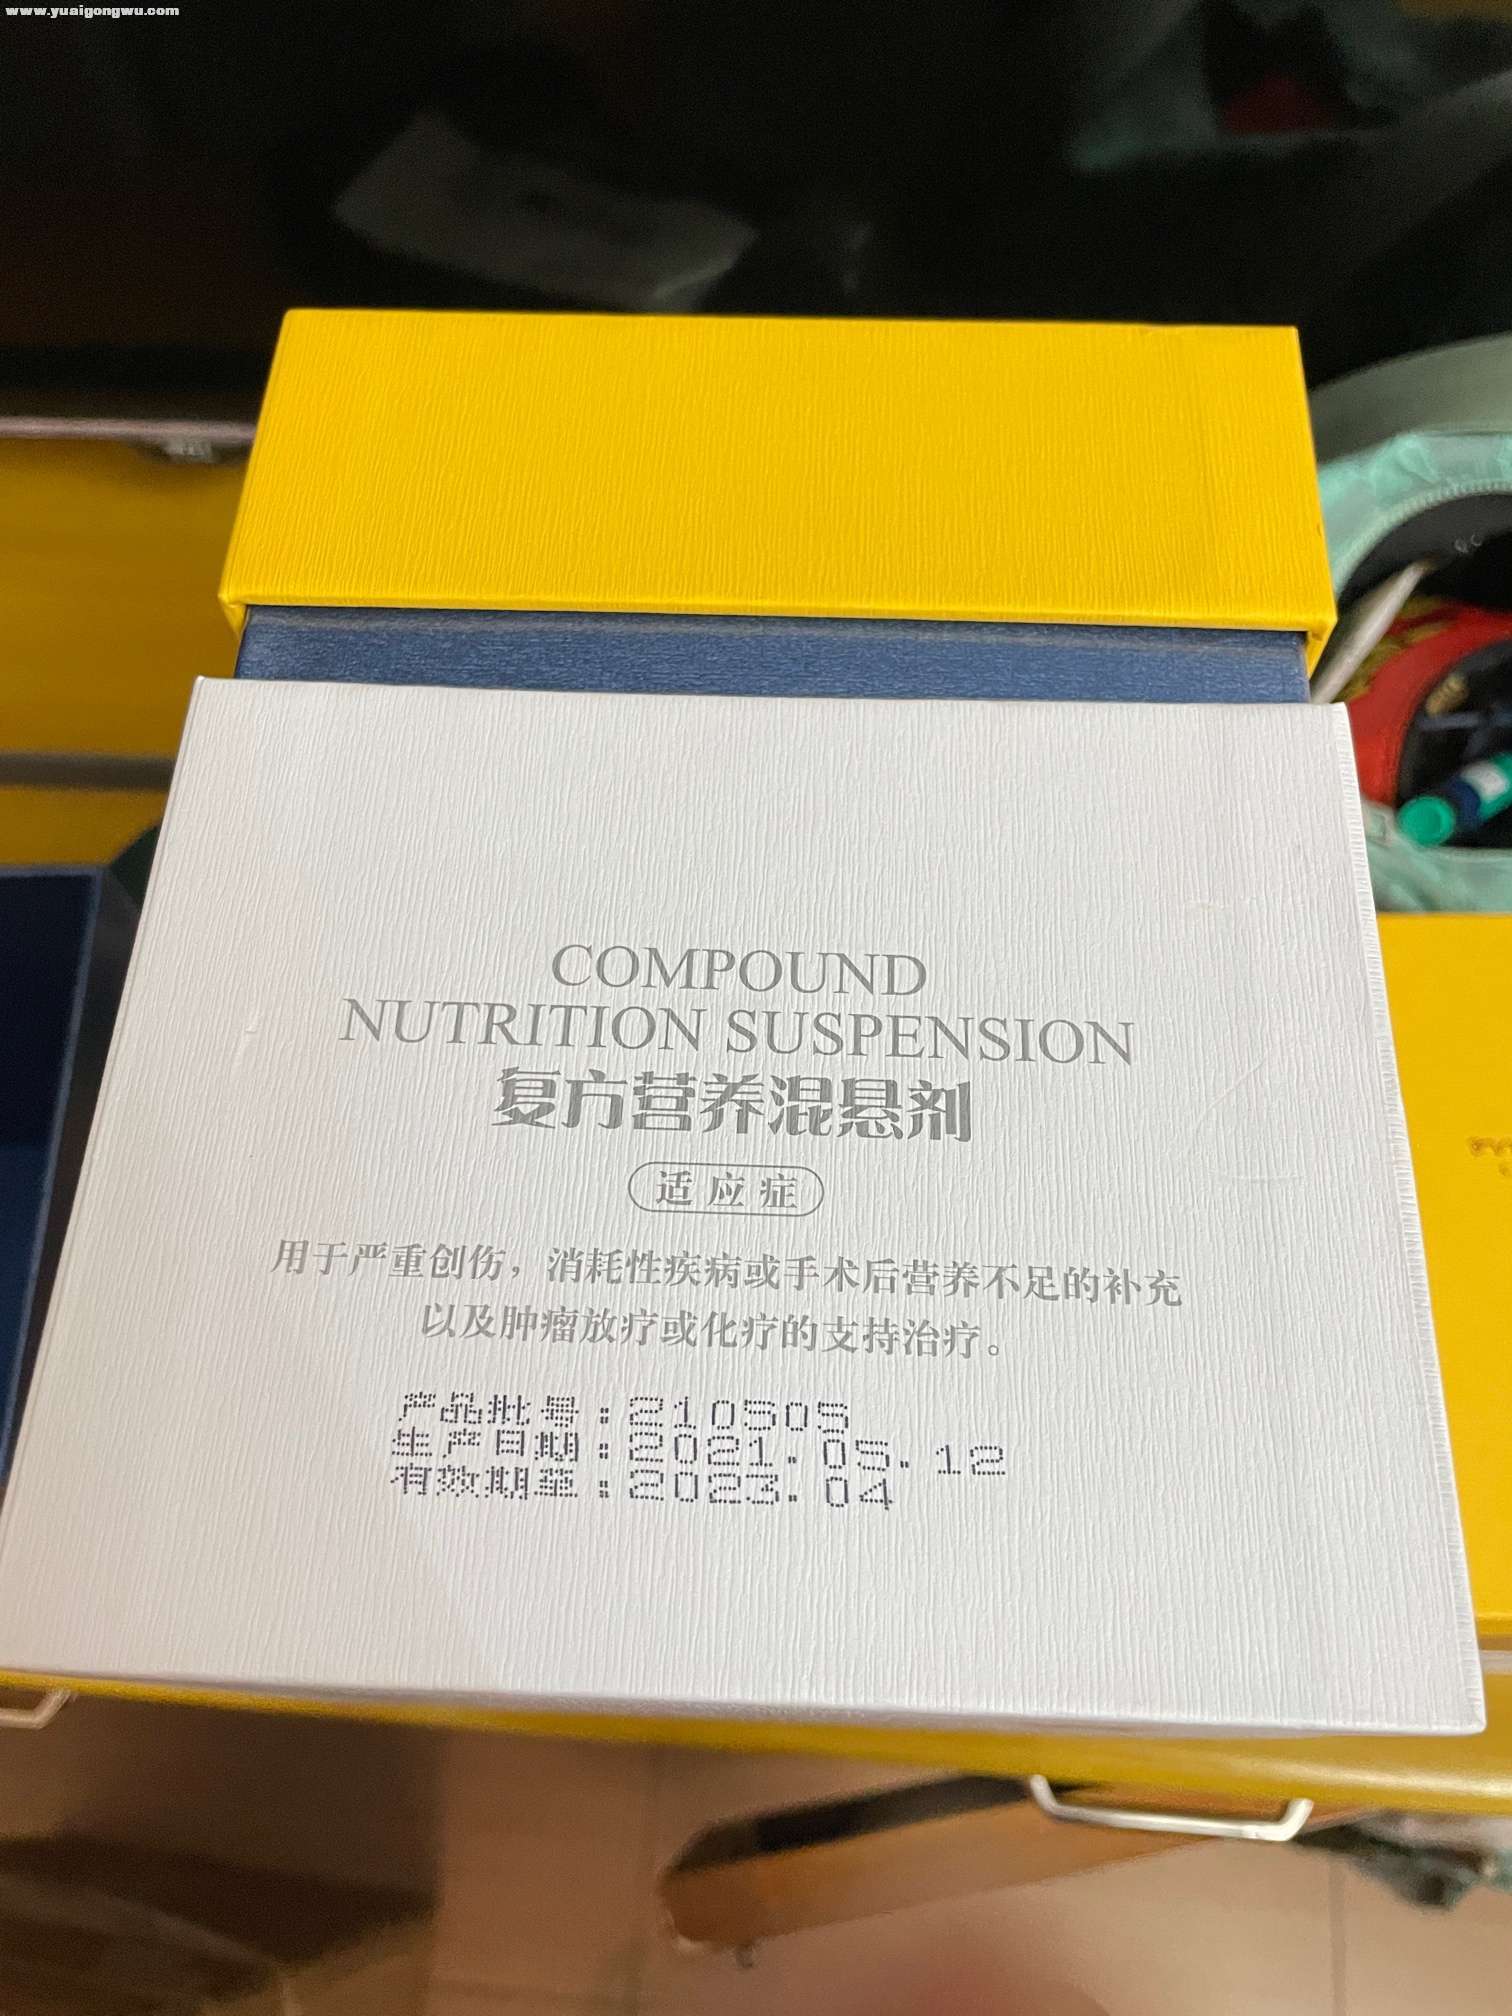 www.yuaigongwu.com
COMPOUND
NUTRITION SUSPENSION
复方营养混悬剂
适应症
用于严重创伤，消耗性疾病或手术后营养不足的补充
以及肿瘤放疗或化疗的支持治疗。
产品批号：210505
生产日期：2021.05.12
有效期至：2023.04